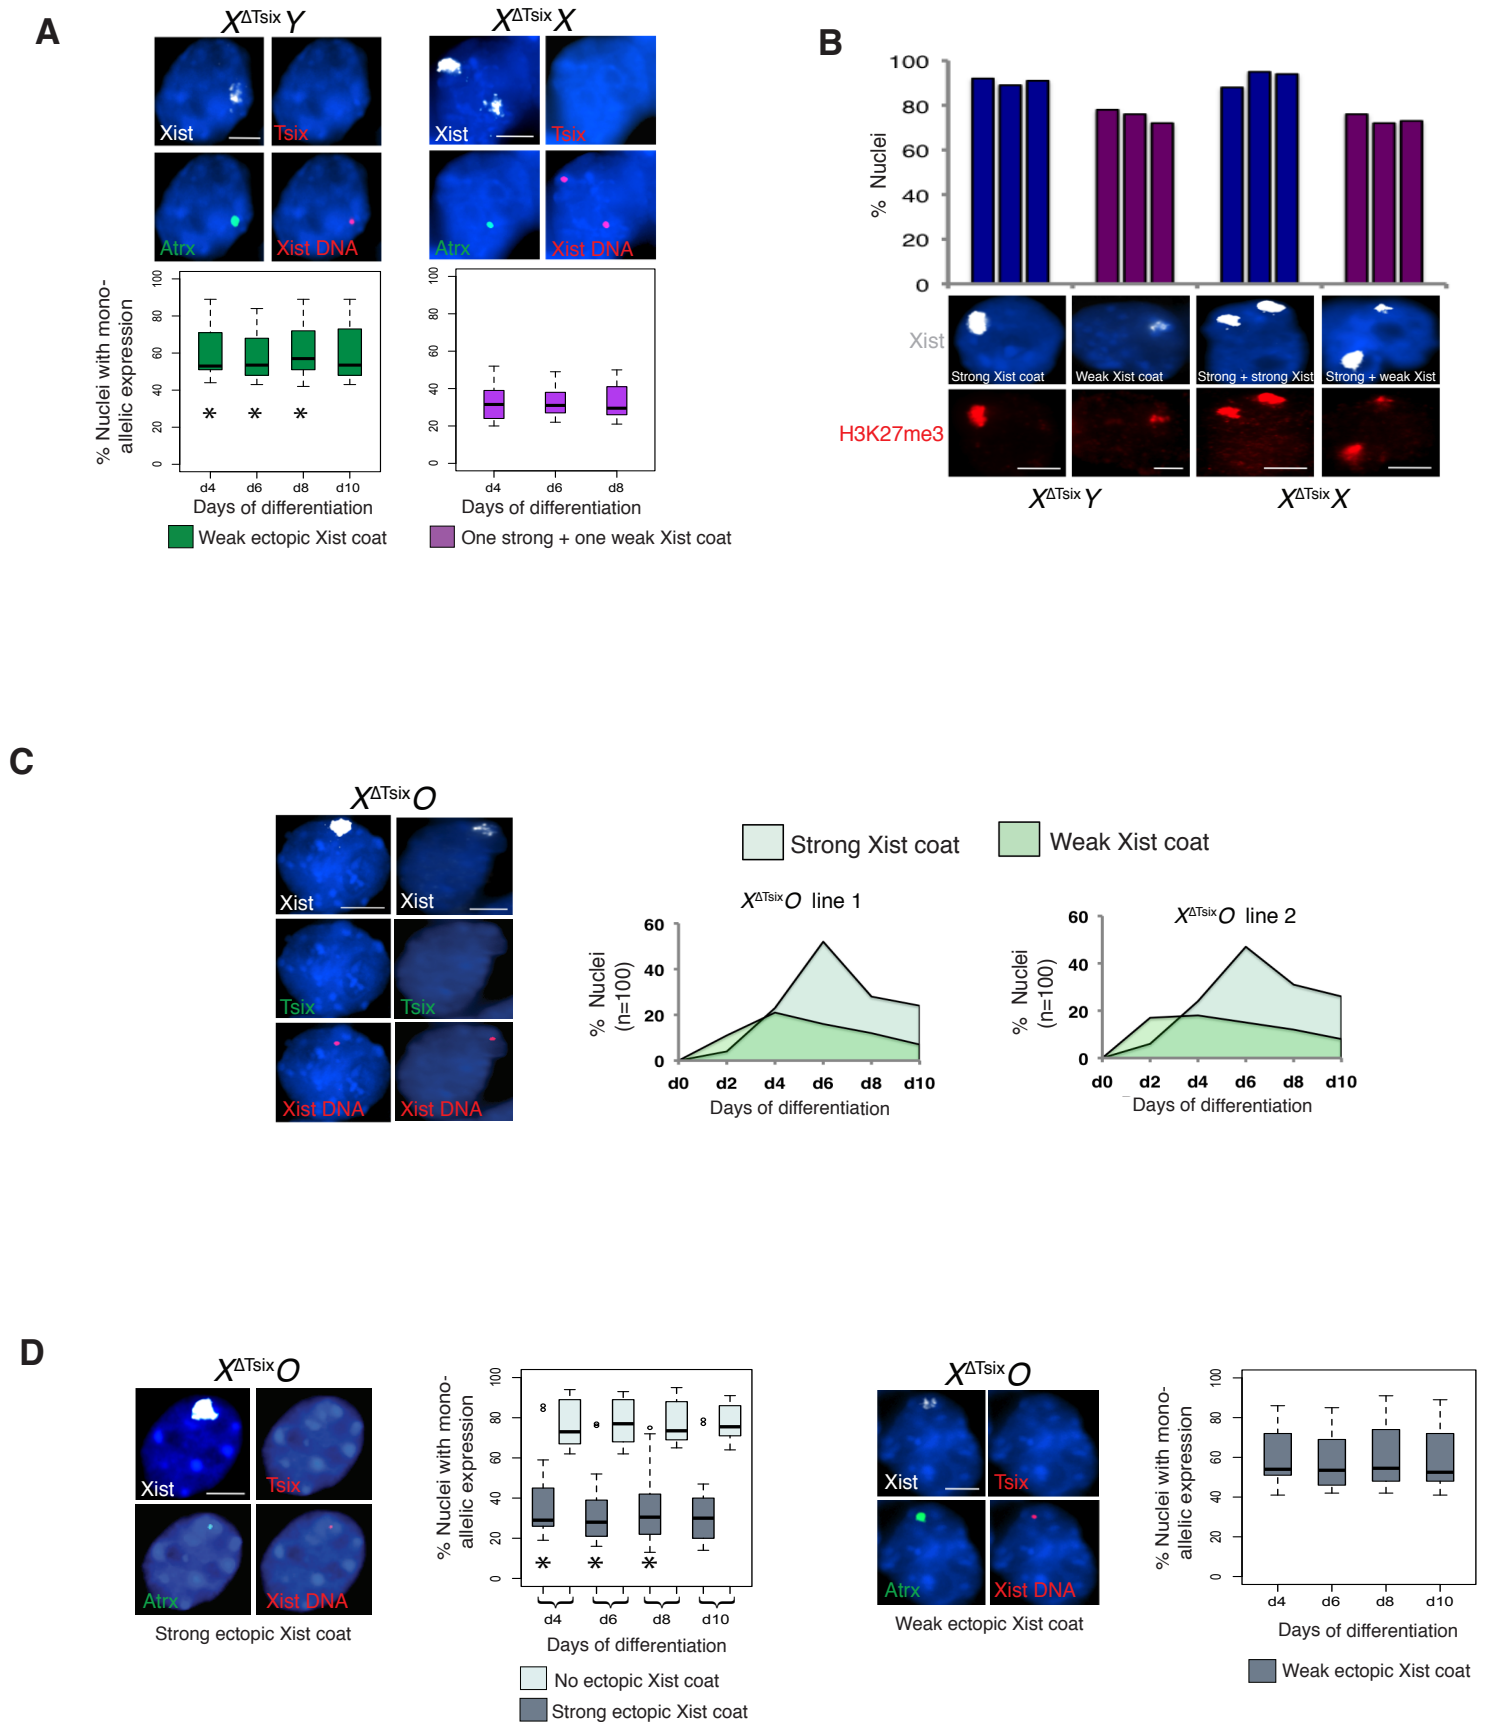 A
XΔTsix Y
XΔTsix X
Xist
Tsix
Xist
Tsix
Atrx
Xist DNA
Atrx
Xist DNA
% Nuclei with mono-
allelic expression
0 20 40 60 80 100
* * *
d4 d6 d8 d10
Days of differentiation
Weak ectopic Xist coat
0 20 40 60 80 100
d4 d6 d8
Days of differentiation
One strong + one weak Xist coat
B
% Nuclei
100
80
60
40
20
0
Xist
Strong Xist coat
Weak Xist coat
Strong + strong Xist
Strong + weak Xist
H3K27me3
XΔTsix Y
XΔTsix X
C
XΔTsix O
Xist
Xist
Tsix
Tsix
Xist DNA
Xist DNA
Strong Xist coat
Weak Xist coat
XΔTsix O line 1
% Nuclei
(n=100)
60
40
20
0
d0 d2 d4 d6 d8 d10
Days of differentiation
XΔTsix O line 2
% Nuclei
(n=100)
60
40
20
0
d0 d2 d4 d6 d8 d10
Days of differentiation
D
XΔTsix O
Xist
Tsix
Atrx
Xist DNA
Strong ectopic Xist coat
% Nuclei with mono-
allelic expression
0 20 40 60 80 100
* * *
d4 d6 d8 d10
Days of differentiation
No ectopic Xist coat
Strong ectopic Xist coat
XΔTsix O
Xist
Tsix
Atrx
Xist DNA
Weak ectopic Xist coat
% Nuclei with mono-
allelic expression
0 20 40 60 80 100
d4 d6 d8 d10
Days of differentiation
Weak ectopic Xist coat